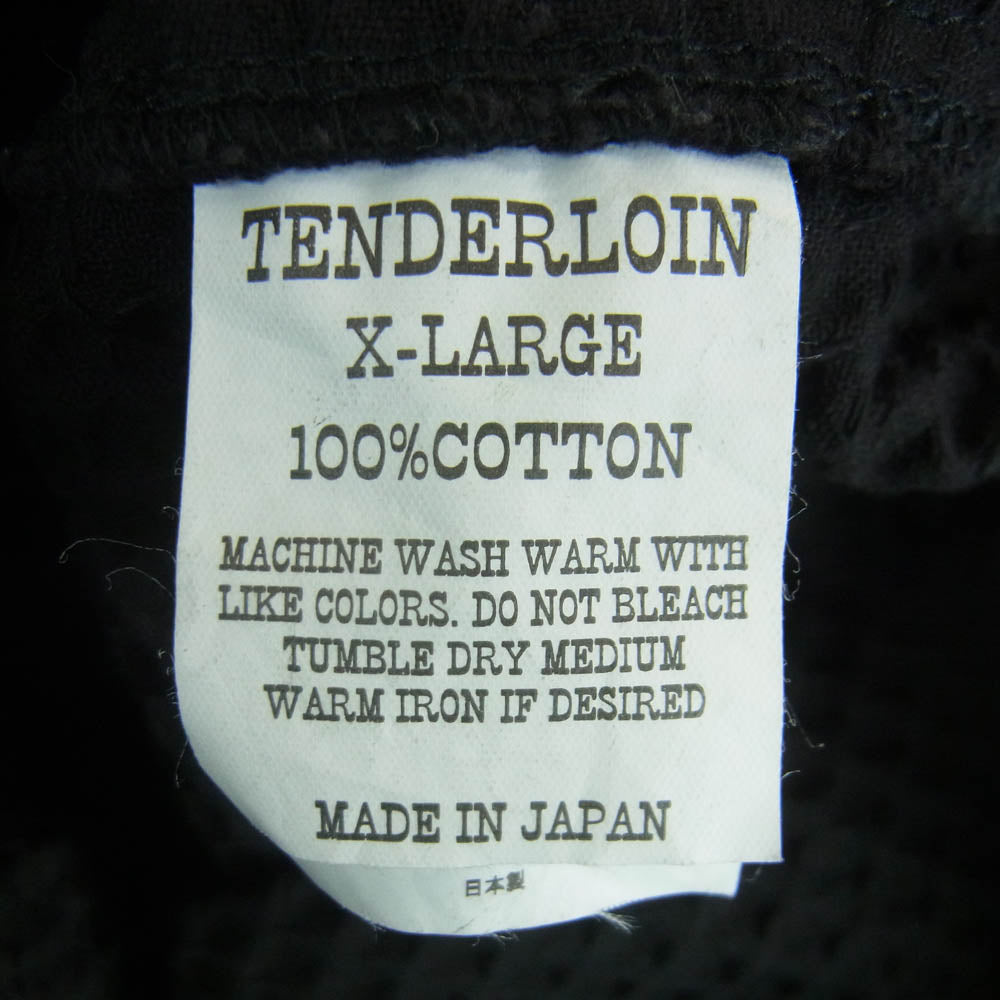 TENDERLOIN
X-LARGE
100%COTTON
MACHINE WASH WARM WITH
LIKE COLORS. DO NOT BLEACH
TUMBLE DRY MEDIUM
WARM IRON IF DESIRED
MADE IN JAPAN
日本製